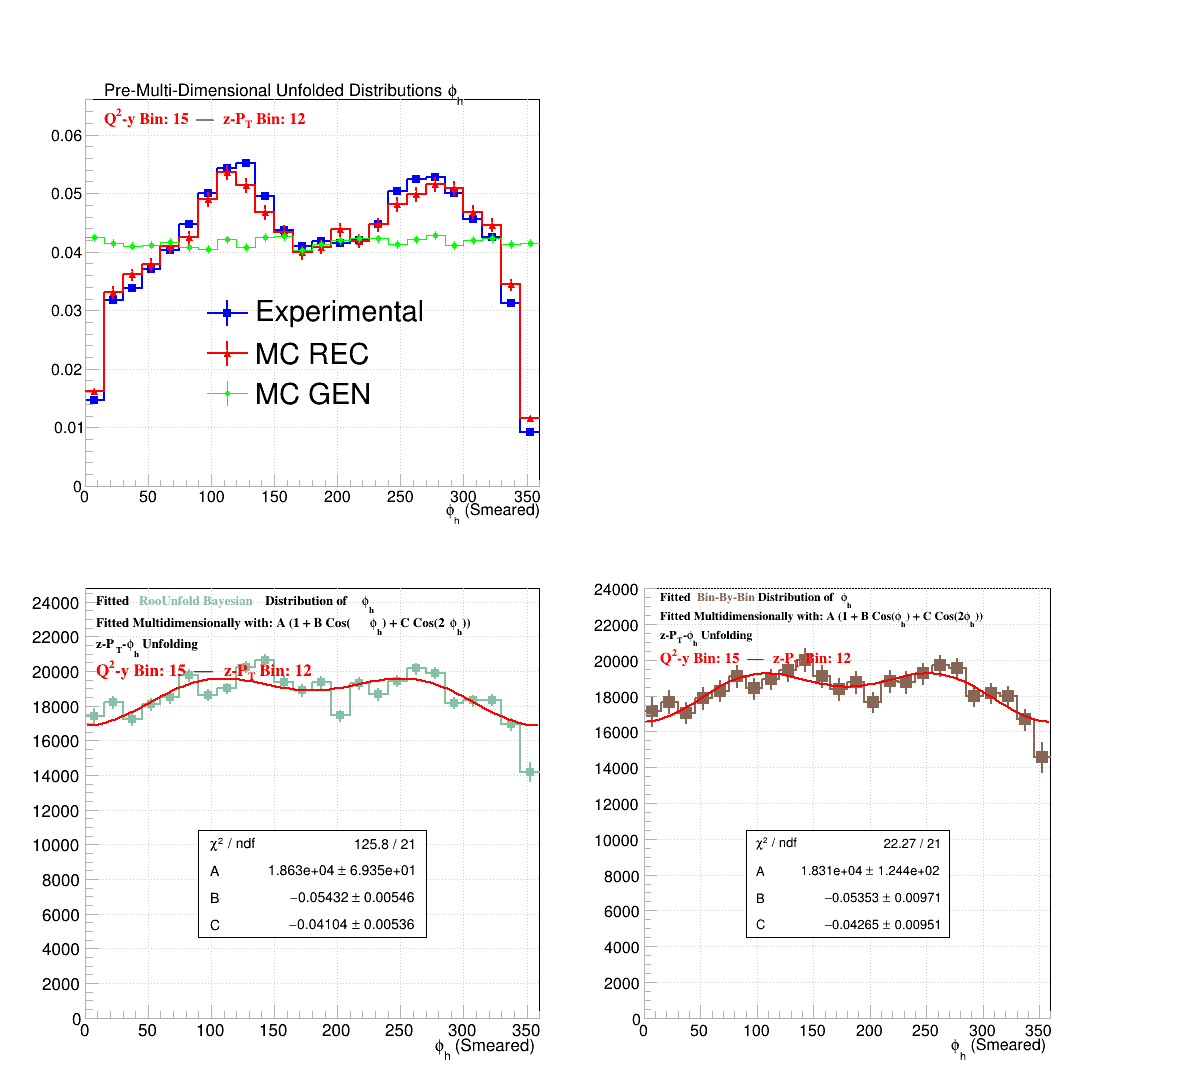 Pre-Multi-Dimensional Unfolded Distributions ϕh
Q²-y Bin: 15 — z-PT Bin: 12
0.06
0.05
0.04
0.03
0.02
0.01
0
Experimental
MC REC
MC GEN
0 50 100 150 200 250 300 350
ϕh (Smeared)
Fitted RooUnfold Bayesian Distribution of ϕh
Fitted Multidimensionally with: A (1 + B Cos( ϕh) + C Cos(2 ϕh))
z-PT-ϕh Unfolding
Q²-y Bin: 15 — z-PT Bin: 12
24000
22000
20000
18000
16000
14000
12000
10000
8000
6000
4000
2000
0
χ² / ndf 125.8 / 21
A 1.863e+04 ± 6.935e+01
B −0.05432 ± 0.00546
C −0.04104 ± 0.00536
0 50 100 150 200 250 300 350
ϕh (Smeared)
Fitted Bin-By-Bin Distribution of ϕh
Fitted Multidimensionally with: A (1 + B Cos(ϕh) + C Cos(2ϕh))
z-PT-ϕh Unfolding
Q²-y Bin: 15 — z-PT Bin: 12
24000
22000
20000
18000
16000
14000
12000
10000
8000
6000
4000
2000
0
χ² / ndf 22.27 / 21
A 1.831e+04 ± 1.244e+02
B −0.05353 ± 0.00971
C −0.04265 ± 0.00951
0 50 100 150 200 250 300 350
ϕh (Smeared)